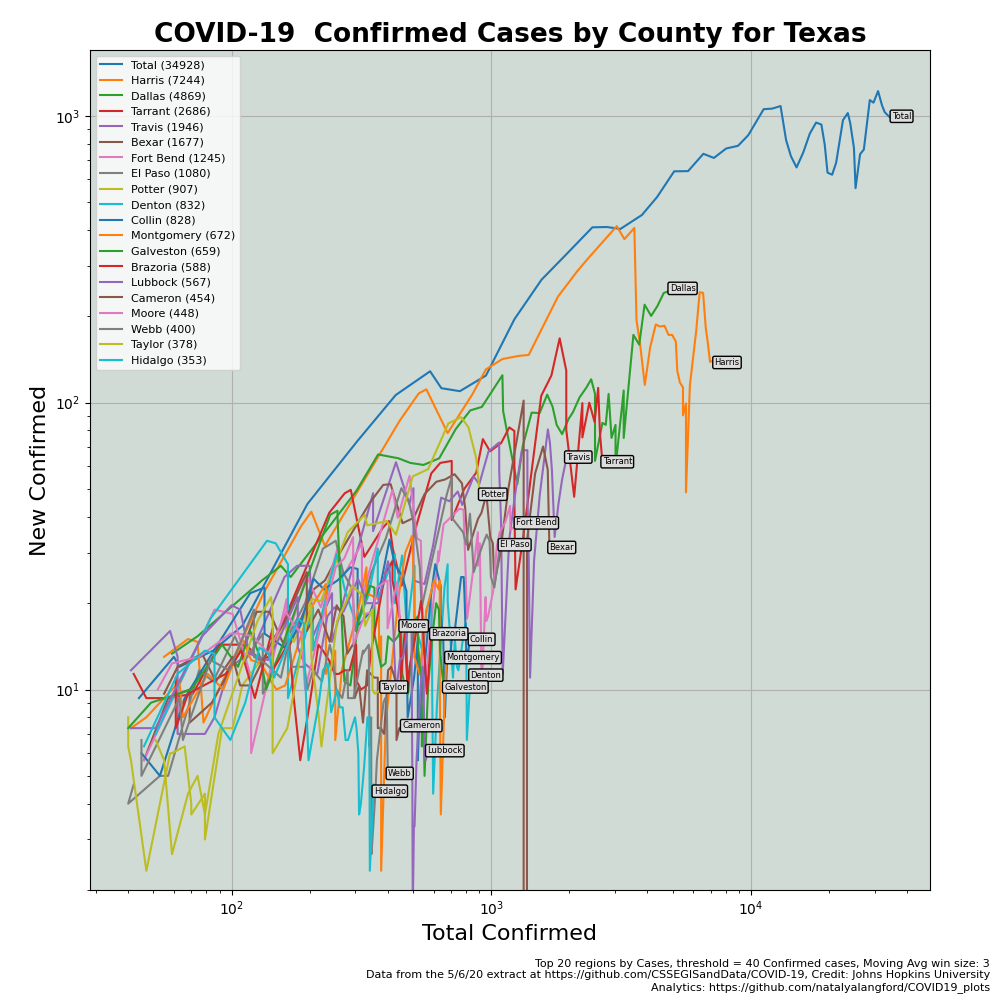 COVID-19  Confirmed Cases by County for Texas
Total (34928)
Harris (7244)
Dallas (4869)
Tarrant (2686)
Travis (1946)
Bexar (1677)
Fort Bend (1245)
El Paso (1080)
Potter (907)
Denton (832)
Collin (828)
Montgomery (672)
Galveston (659)
Brazoria (588)
Lubbock (567)
Cameron (454)
Moore (448)
Webb (400)
Taylor (378)
Hidalgo (353)
10³
10²
10¹
New Confirmed
Total
Dallas
Harris
Travis
Tarrant
Potter
Fort Bend
El Paso
Bexar
Moore
Brazoria
Collin
Montgomery
Denton
Taylor
Galveston
Cameron
Lubbock
Webb
Hidalgo
10²
10³
10⁴
Total Confirmed
Top 20 regions by Cases, threshold = 40 Confirmed cases, Moving Avg win size: 3
Data from the 5/6/20 extract at https://github.com/CSSEGISandData/COVID-19, Credit: Johns Hopkins University
Analytics: https://github.com/natalyalangford/COVID19_plots